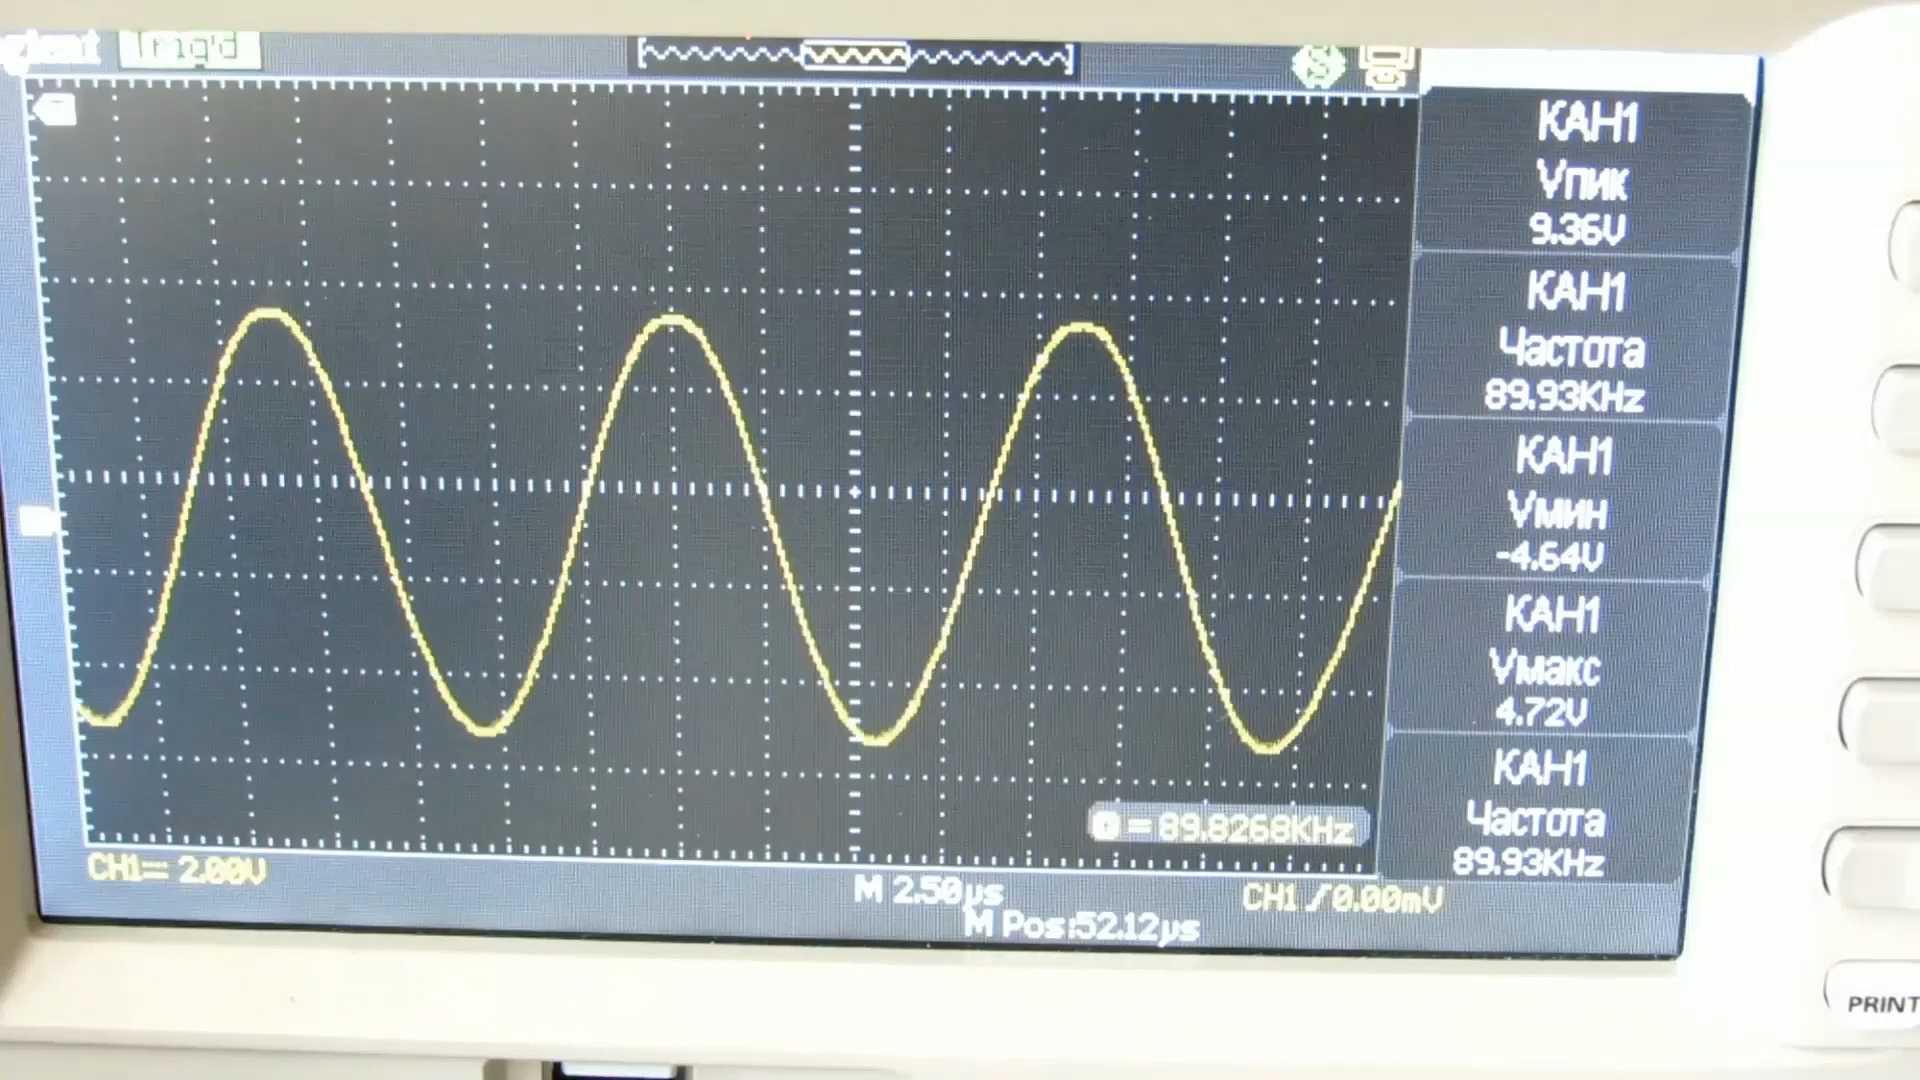 Trig'd
КАН1
Vпик
9.36V
КАН1
Частота
89.93KHz
КАН1
Vмин
-4.64V
КАН1
Vмакс
4.72V
КАН1
Частота
89.93KHz
= 89.8268KHz
CH1 2.00V
M 2.50µs
CH1 0.00mV
M Pos:52.12µs
PRINT